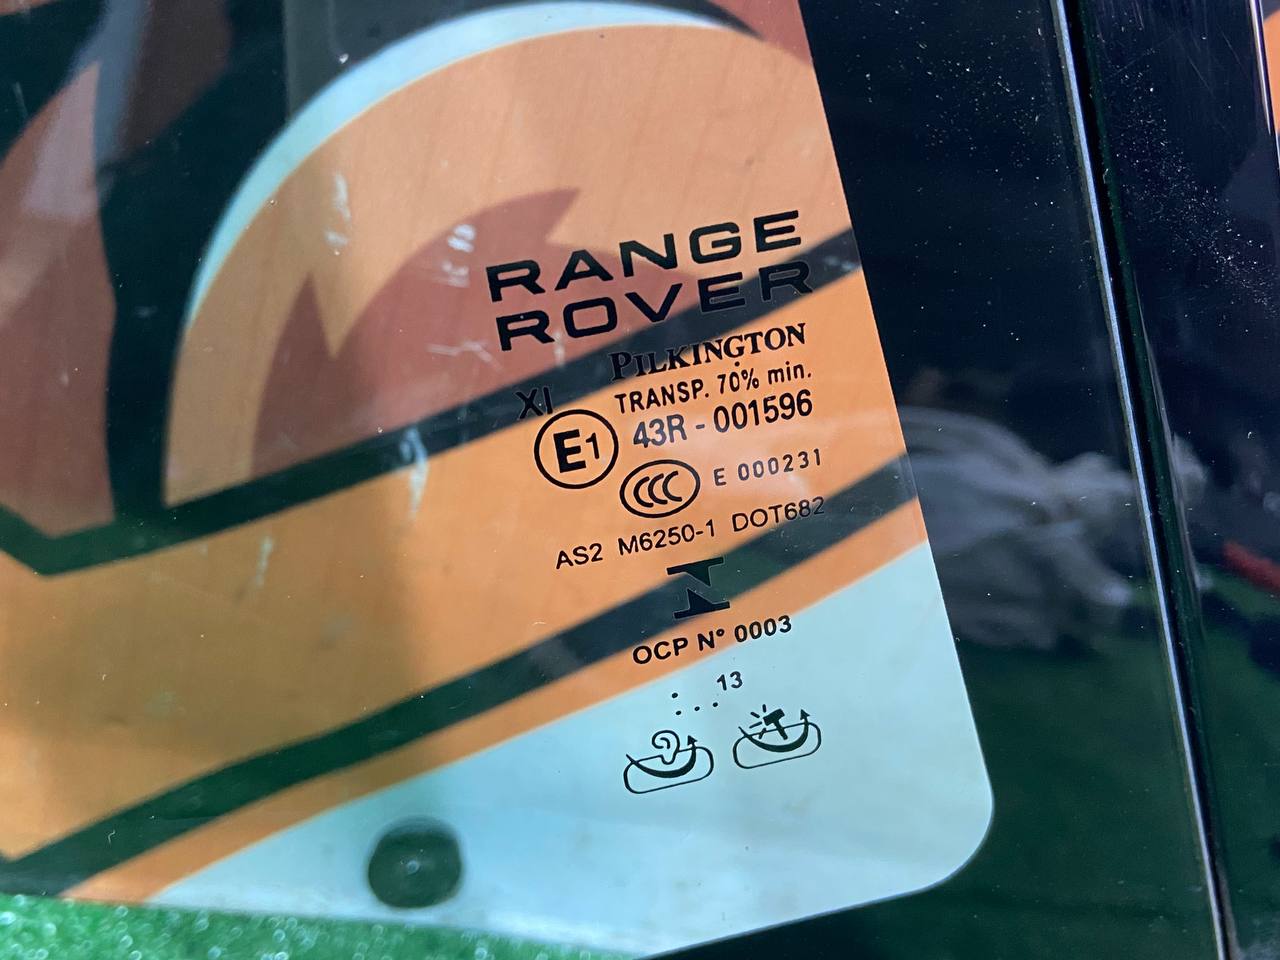 RANGE
ROVER
PILKINGTON
XI
TRANSP. 70% min.
E1
43R - 001596
CCC
E 000231
AS2 M6250-1 DOT682
OCP N° 0003
: . . . 13